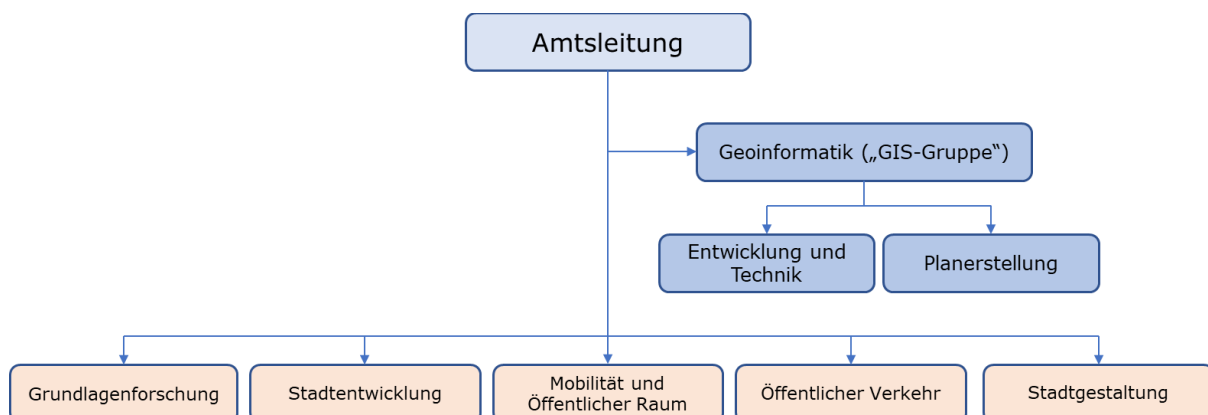 Amtsleitung
Geoinformatik („GIS-Gruppe“)
Entwicklung und
Technik
Planerstellung
Grundlagenforschung
Stadtentwicklung
Mobilität und
Öffentlicher Raum
Öffentlicher Verkehr
Stadtgestaltung